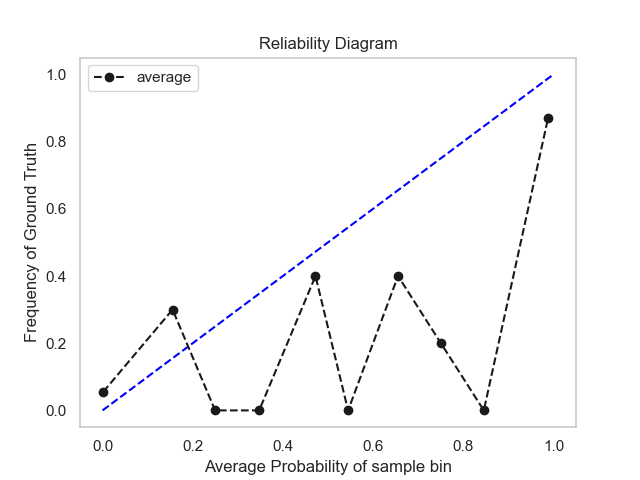 Reliability Diagram
average
Frequency of Ground Truth
1.0
0.8
0.6
0.4
0.2
0.0
0.0 0.2 0.4 0.6 0.8 1.0
Average Probability of sample bin